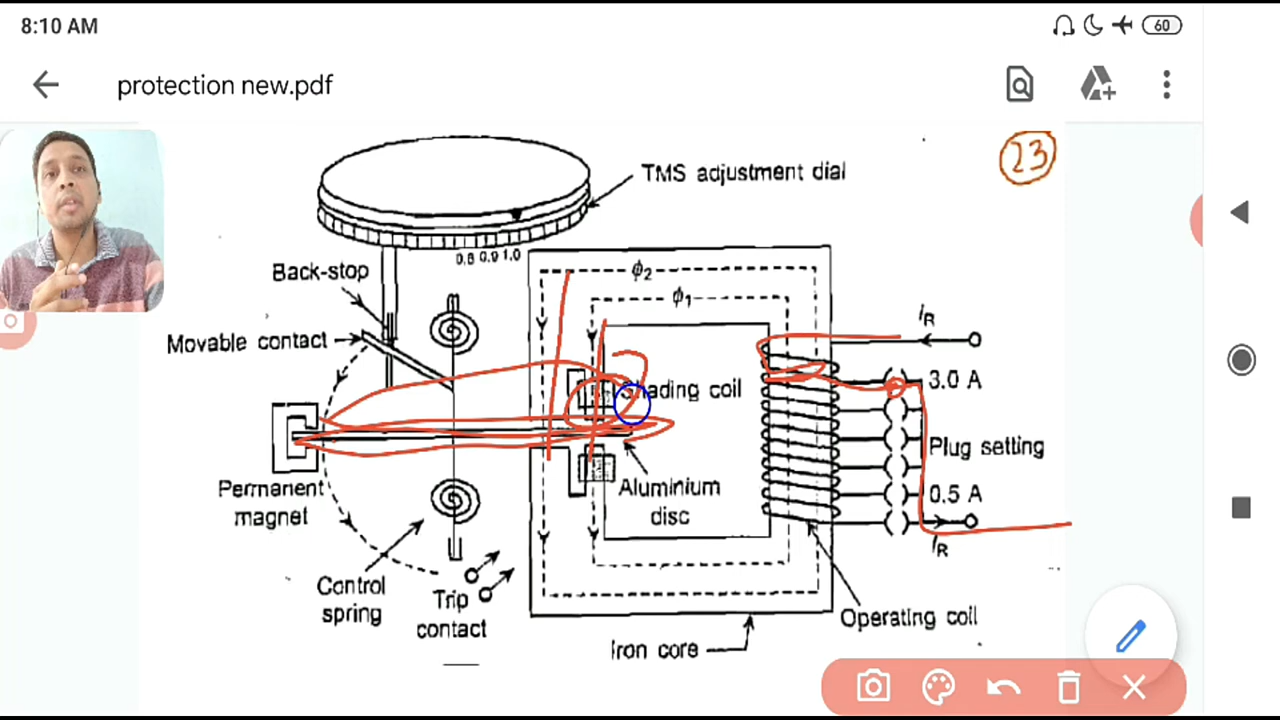 8:10 AM
60
protection new.pdf
23
TMS adjustment dial
0.8 0.9 1.0
Back-stop
Movable contact
ϕ2
ϕ1
iR
Shading coil
3.0 A
Plug setting
0.5 A
iR
Permanent
magnet
Aluminium
disc
Control
spring
Trip
contact
Operating coil
Iron core